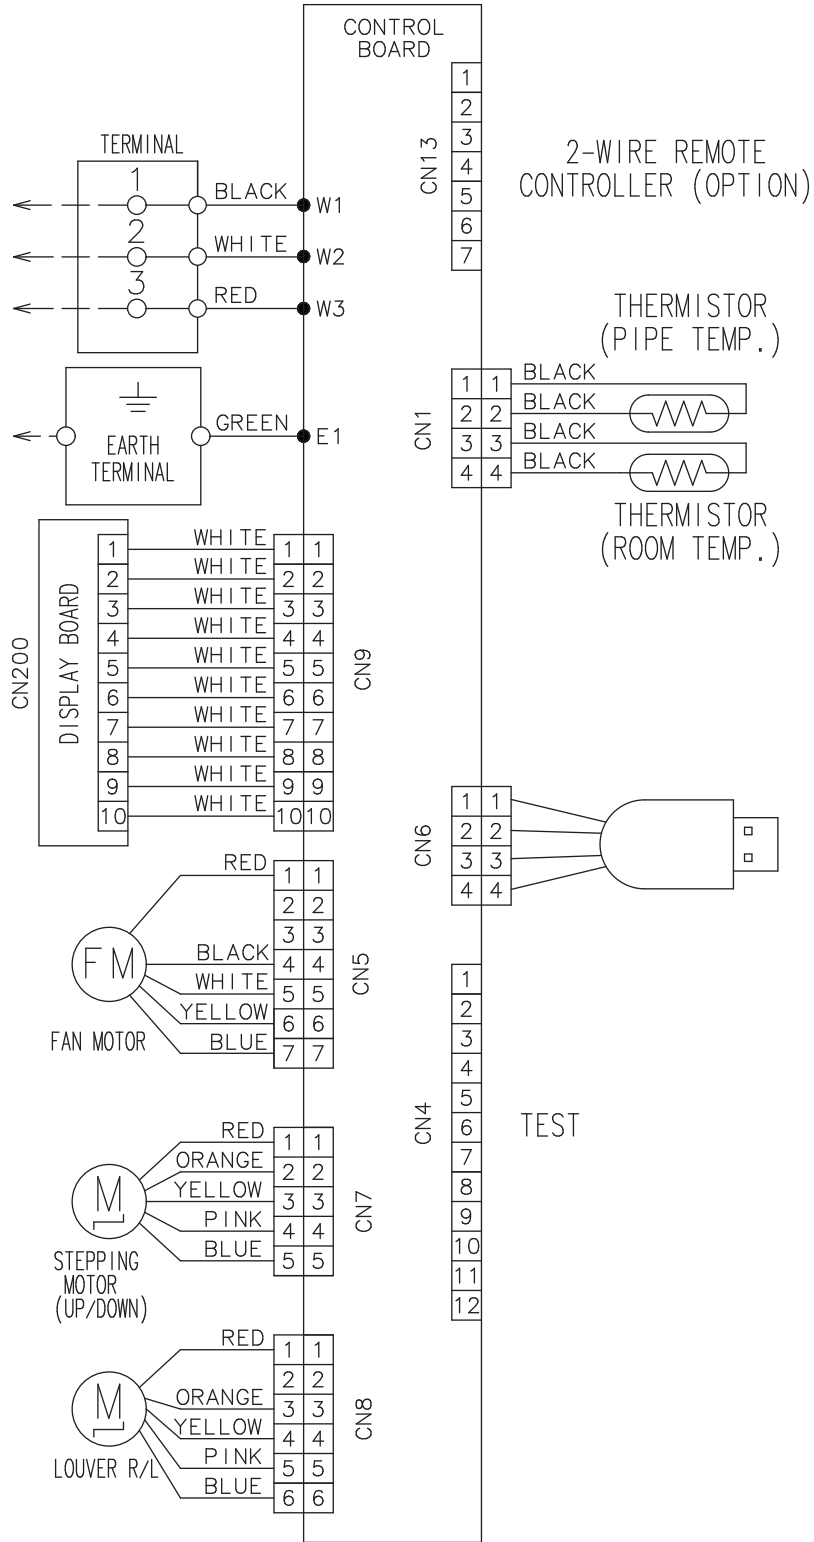 CONTROL
BOARD
CN13
1
2
3
4
5
6
7
2-WIRE REMOTE
CONTROLLER (OPTION)
TERMINAL
1
BLACK
W1
2
WHITE
W2
3
RED
W3
EARTH
TERMINAL
GREEN
E1
THERMISTOR
(PIPE TEMP.)
CN1
1 1 BLACK
2 2 BLACK
3 3 BLACK
4 4 BLACK
THERMISTOR
(ROOM TEMP.)
CN200
DISPLAY BOARD
1 WHITE 1 1
2 WHITE 2 2
3 WHITE 3 3
4 WHITE 4 4
5 WHITE 5 5
6 WHITE 6 6
7 WHITE 7 7
8 WHITE 8 8
9 WHITE 9 9
10 WHITE 10 10
CN9
CN6
1 1
2 2
3 3
4 4
FM
FAN MOTOR
RED 1 1
2 2
3 3
BLACK 4 4
WHITE 5 5
YELLOW 6 6
BLUE 7 7
CN5
CN4
1
2
3
4
5
6
7
8
9
10
11
12
TEST
M
STEPPING
MOTOR
(UP/DOWN)
RED 1 1
ORANGE 2 2
YELLOW 3 3
PINK 4 4
BLUE 5 5
CN7
M
LOUVER R/L
RED 1 1
2 2
ORANGE 3 3
YELLOW 4 4
PINK 5 5
BLUE 6 6
CN8